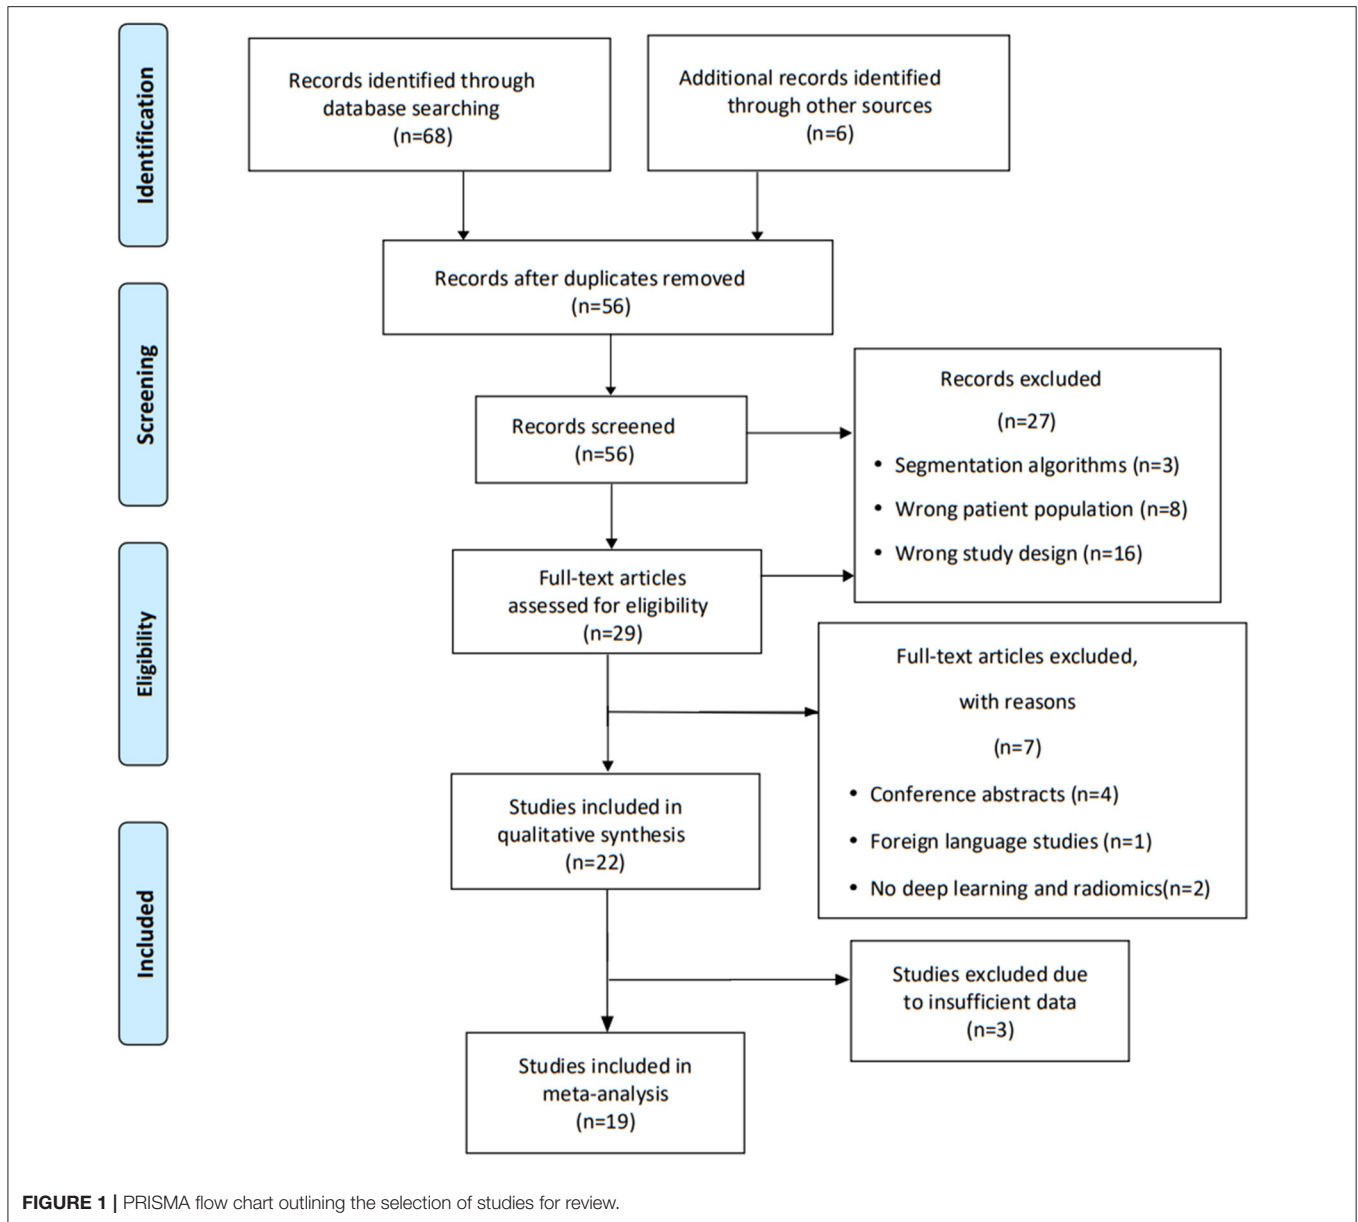 Identification
Records identified through
database searching
(n=68)
Additional records identified
through other sources
(n=6)
Records after duplicates removed
(n=56)
Screening
Records screened
(n=56)
Records excluded
(n=27)
• Segmentation algorithms (n=3)
• Wrong patient population (n=8)
• Wrong study design (n=16)
Eligibility
Full-text articles
assessed for eligibility
(n=29)
Full-text articles excluded,
with reasons
(n=7)
• Conference abstracts (n=4)
• Foreign language studies (n=1)
• No deep learning and radiomics(n=2)
Studies included in
qualitative synthesis
(n=22)
Included
Studies excluded due
to insufficient data
(n=3)
Studies included in
meta-analysis
(n=19)
FIGURE 1 | PRISMA flow chart outlining the selection of studies for review.